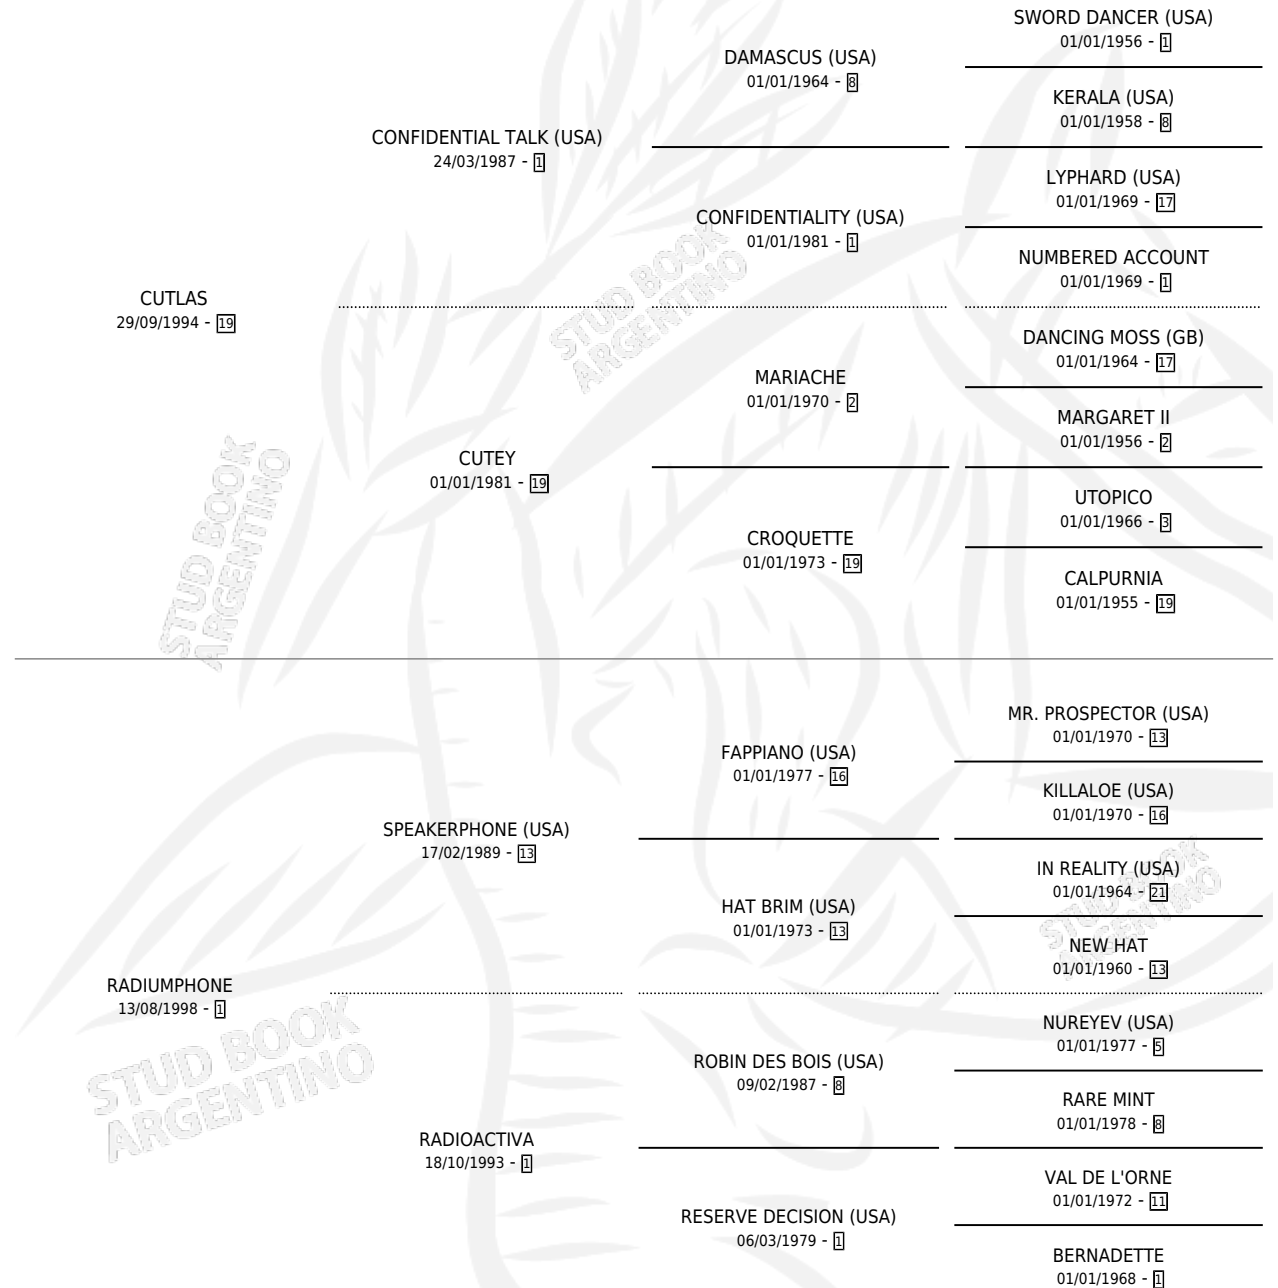 SWORD DANCER (USA)
01/01/1956 - 1
DAMASCUS (USA)
01/01/1964 - 8
KERALA (USA)
01/01/1958 - 8
CONFIDENTIAL TALK (USA)
24/03/1987 - 1
LYPHARD (USA)
01/01/1969 - 17
CONFIDENTIALITY (USA)
01/01/1981 - 1
NUMBERED ACCOUNT
01/01/1969 - 1
CUTLAS
29/09/1994 - 19
DANCING MOSS (GB)
01/01/1964 - 17
MARIACHE
01/01/1970 - 2
MARGARET II
01/01/1956 - 2
CUTEY
01/01/1981 - 19
UTOPICO
01/01/1966 - 3
CROQUETTE
01/01/1973 - 19
CALPURNIA
01/01/1955 - 19
MR. PROSPECTOR (USA)
01/01/1970 - 13
FAPPIANO (USA)
01/01/1977 - 16
KILLALOE (USA)
01/01/1970 - 16
SPEAKERPHONE (USA)
17/02/1989 - 13
IN REALITY (USA)
01/01/1964 - 21
HAT BRIM (USA)
01/01/1973 - 13
NEW HAT
01/01/1960 - 13
RADIUMPHONE
13/08/1998 - 1
NUREYEV (USA)
01/01/1977 - 5
ROBIN DES BOIS (USA)
09/02/1987 - 8
RARE MINT
01/01/1978 - 8
RADIOACTIVA
18/10/1993 - 1
VAL DE L'ORNE
01/01/1972 - 11
RESERVE DECISION (USA)
06/03/1979 - 1
BERNADETTE
01/01/1968 - 1
STUD BOOK
ARGENTINO
STUD BOOK
ARGENTINO
STUD BOOK
ARGENTINO
STUD BOOK
ARGENTINO